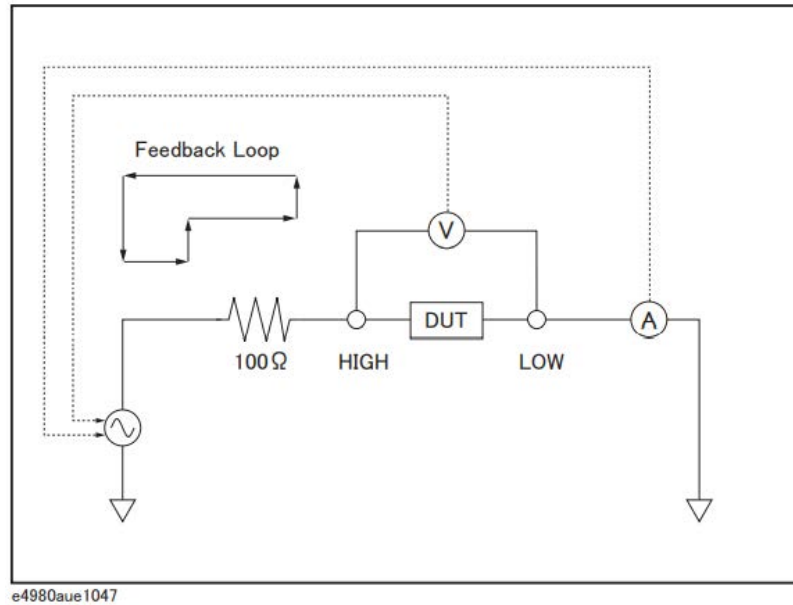 Feedback Loop
V
DUT
A
100Ω
HIGH
LOW
e4980aue1047